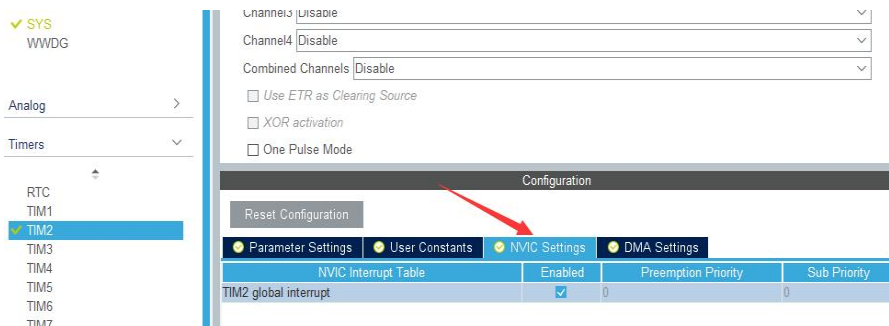 SYS
WWDG
Analog
Timers
RTC
TIM1
TIM2
TIM3
TIM4
TIM5
TIM6
TIM7
Channel3 Disable
Channel4 Disable
Combined Channels Disable
Use ETR as Clearing Source
XOR activation
One Pulse Mode
Configuration
Reset Configuration
Parameter Settings User Constants NVIC Settings DMA Settings
NVIC Interrupt Table Enabled Preemption Priority Sub Priority
TIM2 global interrupt 0 0